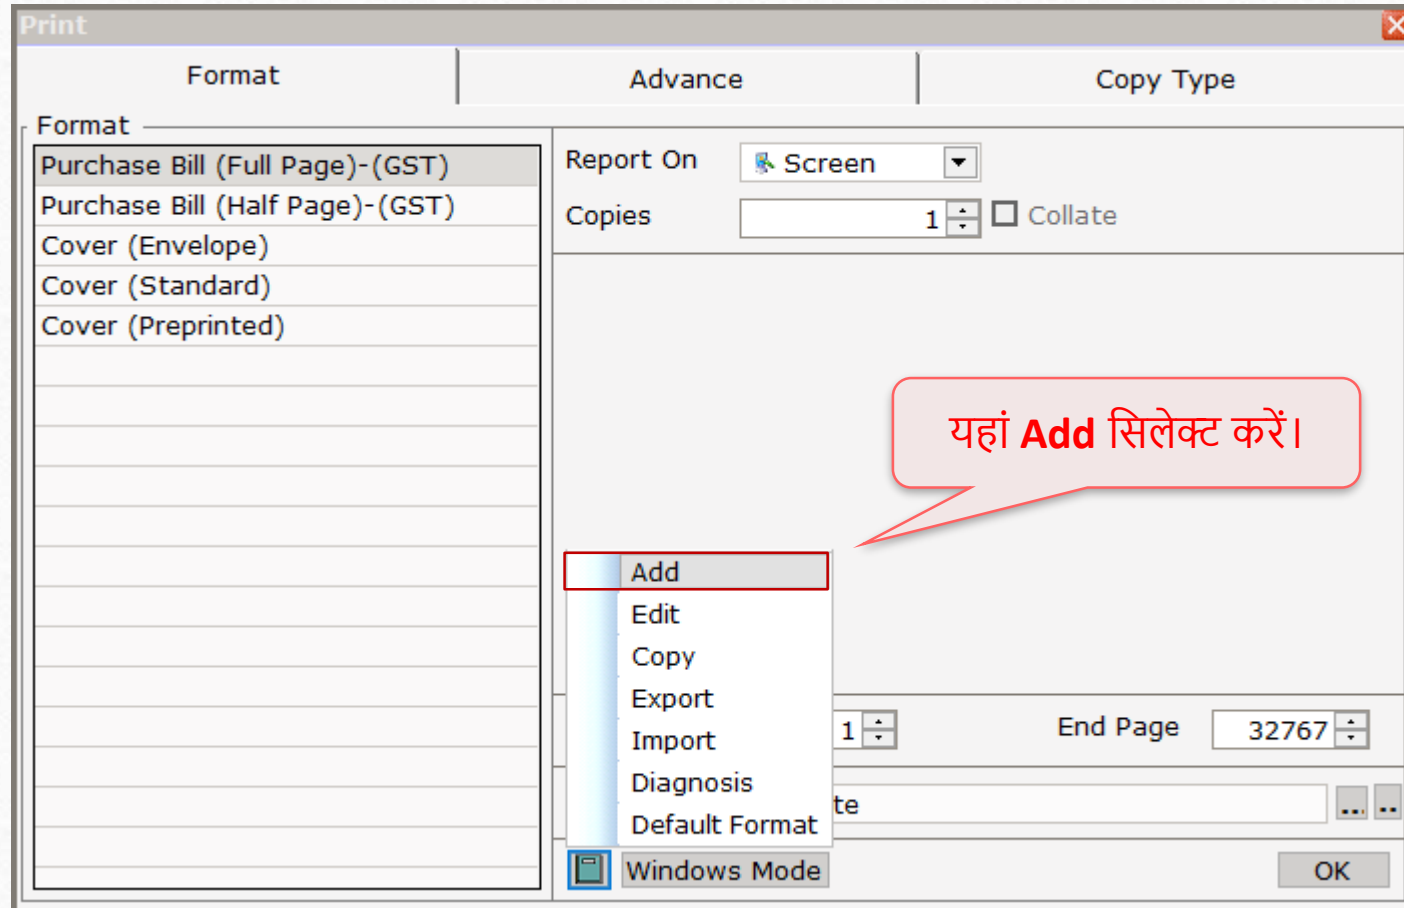 Print
Format Advance Copy Type
Format
Purchase Bill (Full Page)-(GST)
Purchase Bill (Half Page)-(GST)
Cover (Envelope)
Cover (Standard)
Cover (Preprinted)
Report On Screen
Copies 1 Collate
यहां Add सिलेक्ट करें।
Add
Edit
Copy
Export
Import
Diagnosis
Default Format
1 End Page 32767
te ... ..
Windows Mode OK